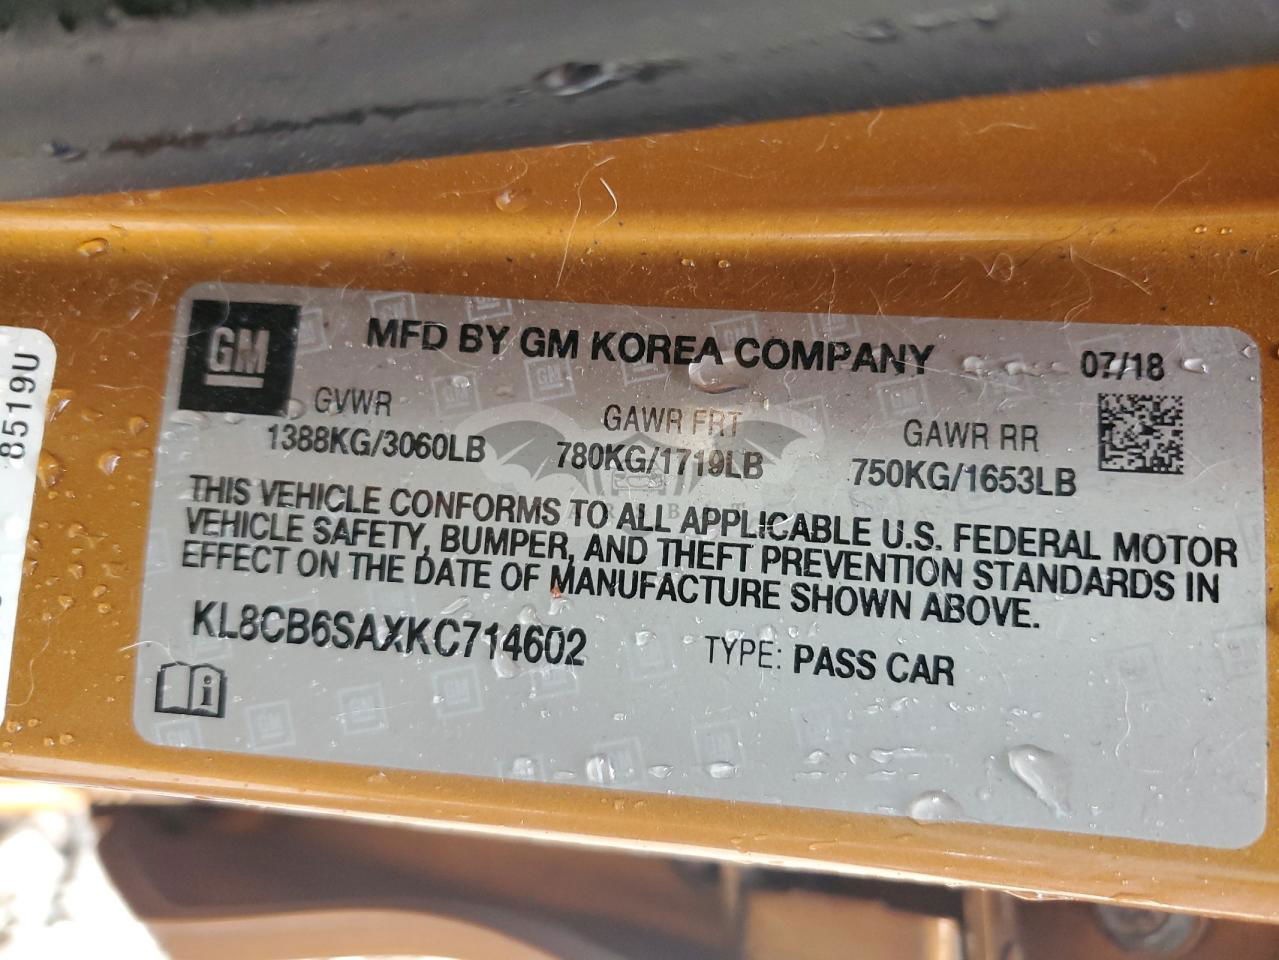 8519U
GM
MFD BY GM KOREA COMPANY
07/18
GVWR
1388KG/3060LB
GAWR FRT
780KG/1719LB
GAWR RR
750KG/1653LB
THIS VEHICLE CONFORMS TO ALL APPLICABLE U.S. FEDERAL MOTOR
VEHICLE SAFETY, BUMPER, AND THEFT PREVENTION STANDARDS IN
EFFECT ON THE DATE OF MANUFACTURE SHOWN ABOVE.
KL8CB6SAXKC714602
TYPE: PASS CAR